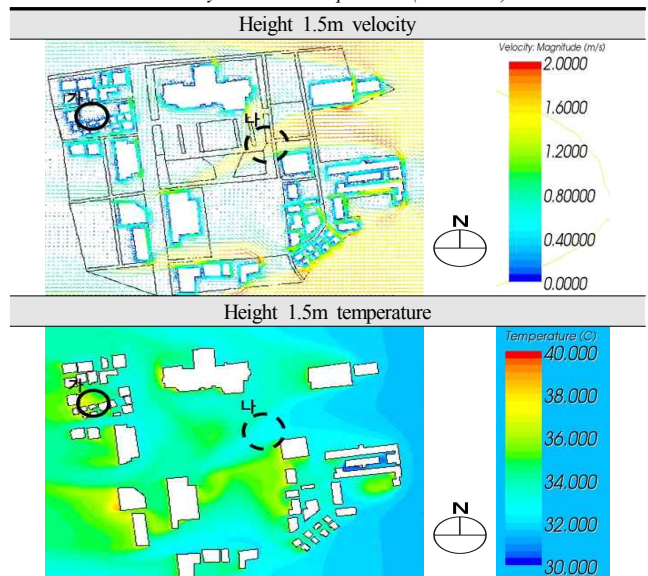 Height 1.5m velocity
Velocity: Magnitude (m/s)
2.0000
1.6000
1.2000
0.80000
0.40000
0.0000
가
나
N
Height 1.5m temperature
Temperature (C)
40.000
38.000
36.000
34.000
32.000
30.000
가
나
N